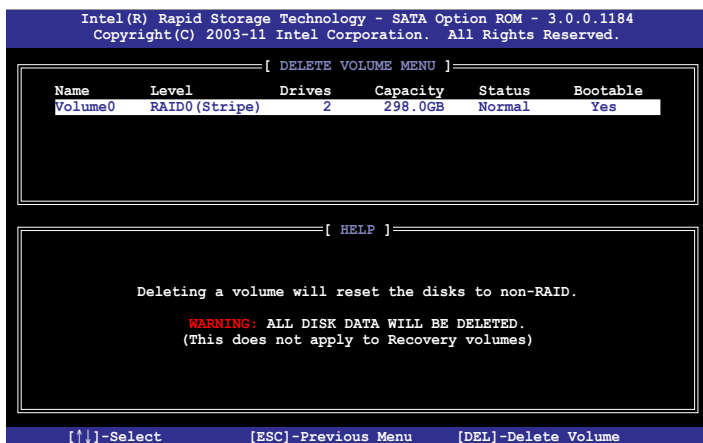 Intel(R) Rapid Storage Technology - SATA Option ROM - 3.0.0.1184
Copyright(C) 2003-11 Intel Corporation. All Rights Reserved.
[ DELETE VOLUME MENU ]
Name Level Drives Capacity Status Bootable
Volume0 RAID0(Stripe) 2 298.0GB Normal Yes
[ HELP ]
Deleting a volume will reset the disks to non-RAID.
WARNING: ALL DISK DATA WILL BE DELETED.
(This does not apply to Recovery volumes)
[↑↓]-Select [ESC]-Previous Menu [DEL]-Delete Volume